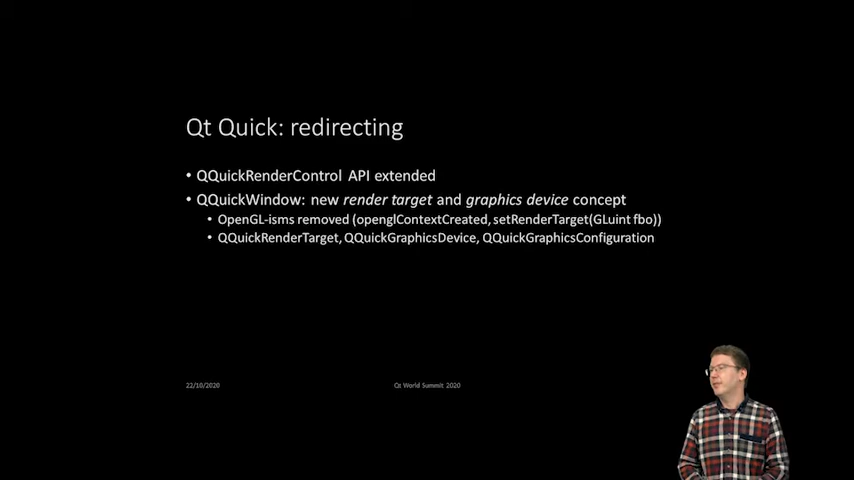 Qt Quick: redirecting
• QQuickRenderControl API extended
• QQuickWindow: new render target and graphics device concept
• OpenGL-isms removed (openglContextCreated, setRenderTarget(GLuint fbo))
• QQuickRenderTarget, QQuickGraphicsDevice, QQuickGraphicsConfiguration
22/10/2020
Qt World Summit 2020